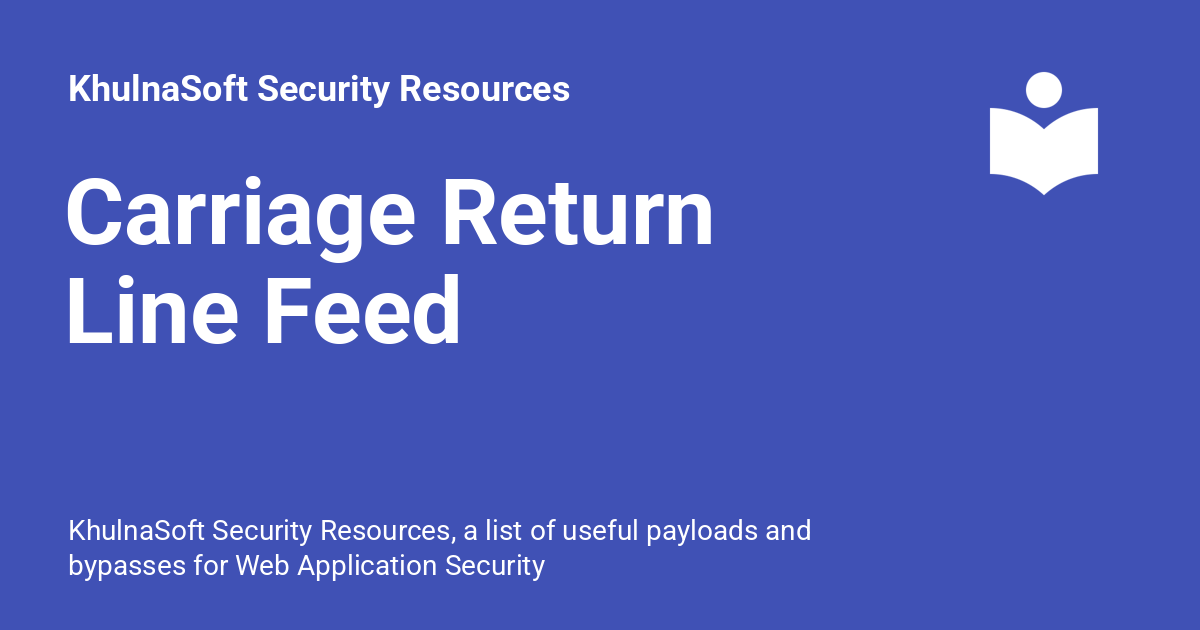 KhulnaSoft Security Resources
Carriage Return
Line Feed
KhulnaSoft Security Resources, a list of useful payloads and
bypasses for Web Application Security